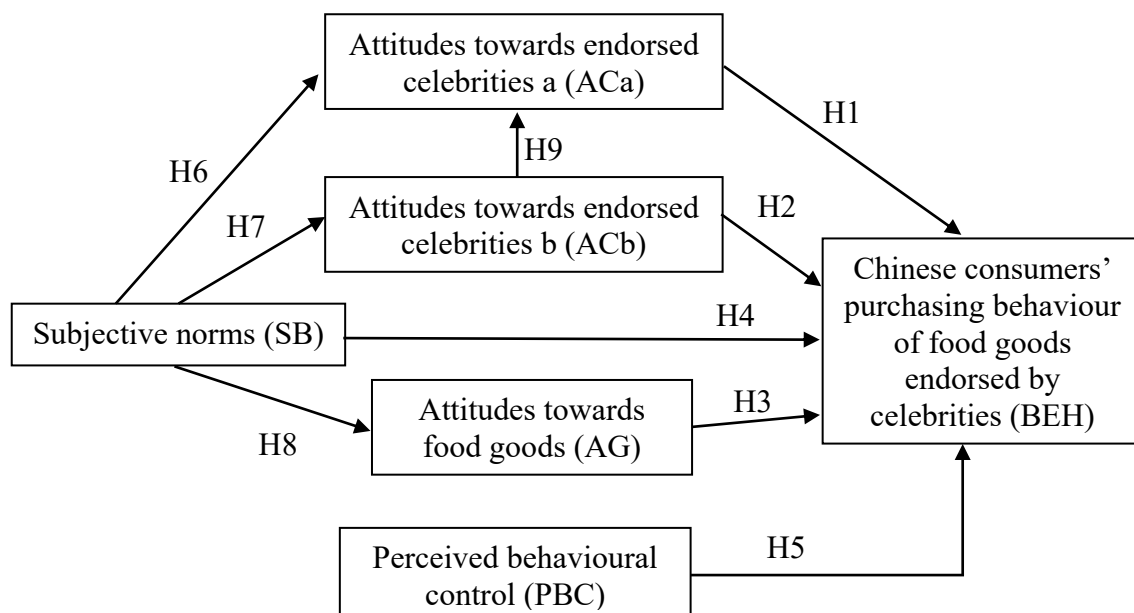 Attitudes towards endorsed
celebrities a (ACa)
H1
H6
H9
Attitudes towards endorsed
celebrities b (ACb)
H7
H2
Chinese consumers’
purchasing behaviour
of food goods
endorsed by
celebrities (BEH)
Subjective norms (SB)
H4
Attitudes towards
food goods (AG)
H3
H8
Perceived behavioural
control (PBC)
H5